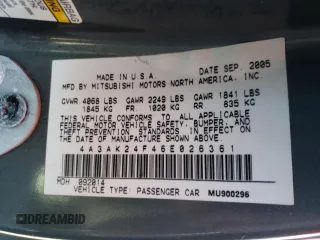 MADE IN U.S.A. DATE SEP. 2005
MFD. BY MITSUBISHI MOTORS NORTH AMERICA, INC.
GVWR 4068 LBS GAWR 2249 LBS GAWR 1841 LBS
1845 KG FR 1020 KG RR 835 KG
THIS VEHICLE CONFORMS TO ALL APPLICABLE FEDERAL
MOTOR VEHICLE SAFETY, BUMPER, AND THEFT PREVENTION
STANDARDS IN EFFECT ON THE DATE OF MANUFACTURE
SHOWN ABOVE.
4A3AK24F46E026361
MDH 092014
VEHICLE TYPE: PASSENGER CAR MU900296
DREAMBID